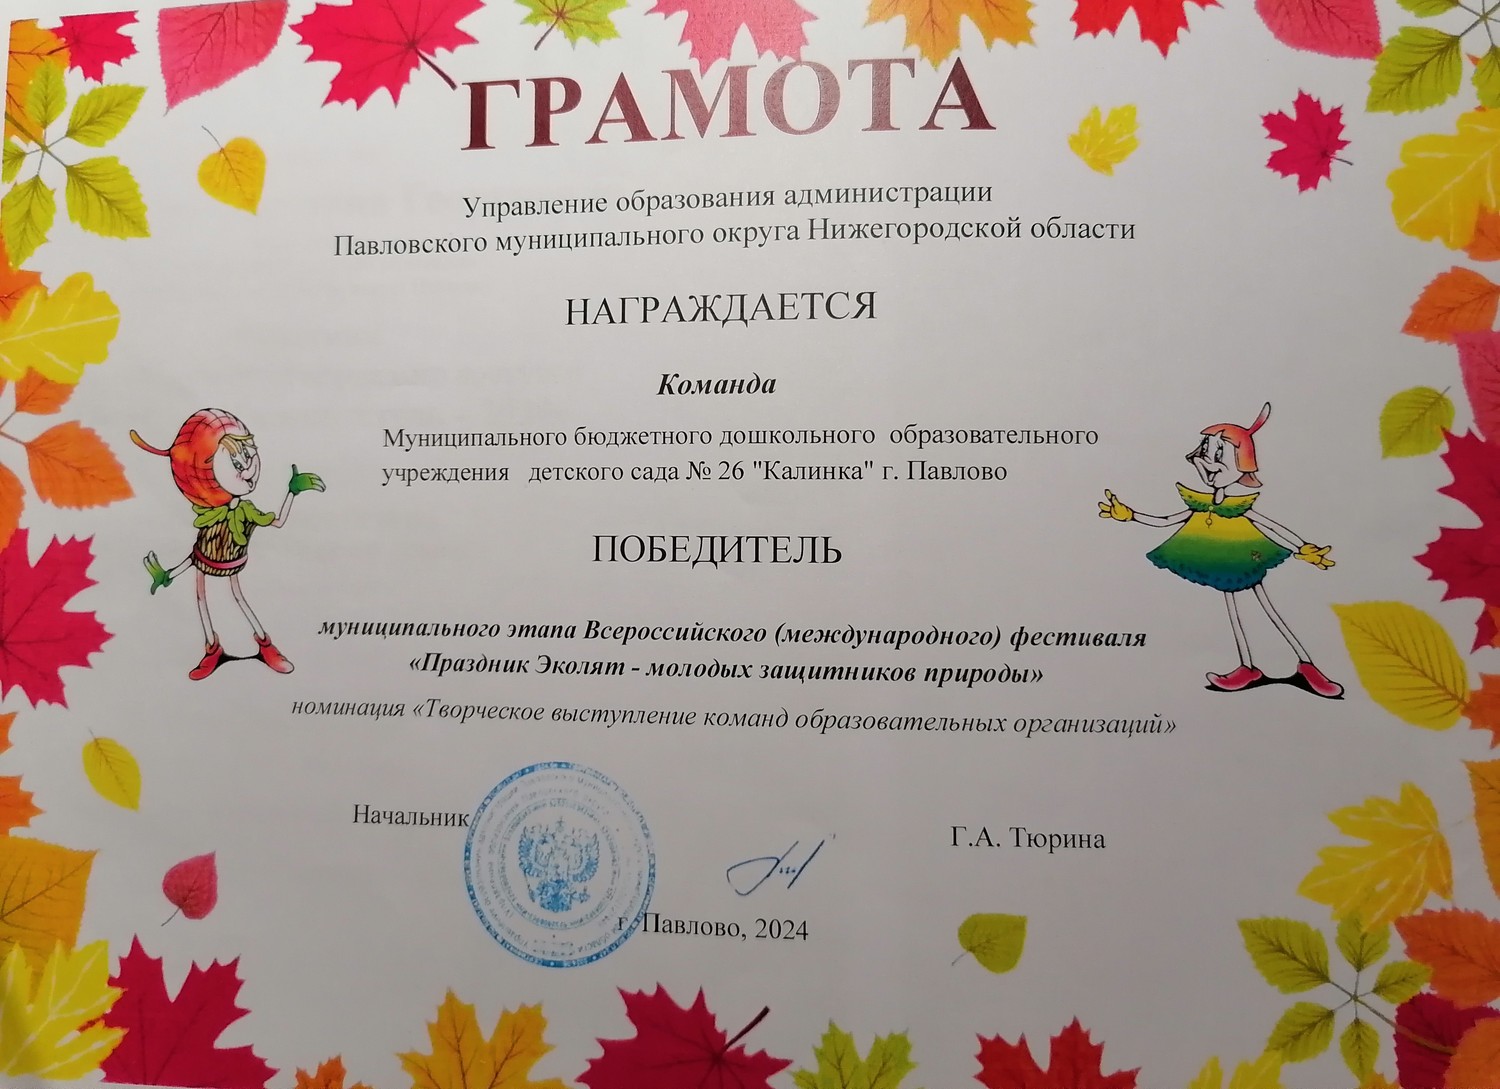 ГРАМОТА
Управление образования администрации
Павловского муниципального округа Нижегородской области
НАГРАЖДАЕТСЯ
Команда
Муниципального бюджетного дошкольного образовательного
учреждения детского сада № 26 "Калинка" г. Павлово
ПОБЕДИТЕЛЬ
муниципального этапа Всероссийского (международного) фестиваля
«Праздник Эколят - молодых защитников природы»
номинация «Творческое выступление команд образовательных организаций»
Начальник
Г.А. Тюрина
г. Павлово, 2024